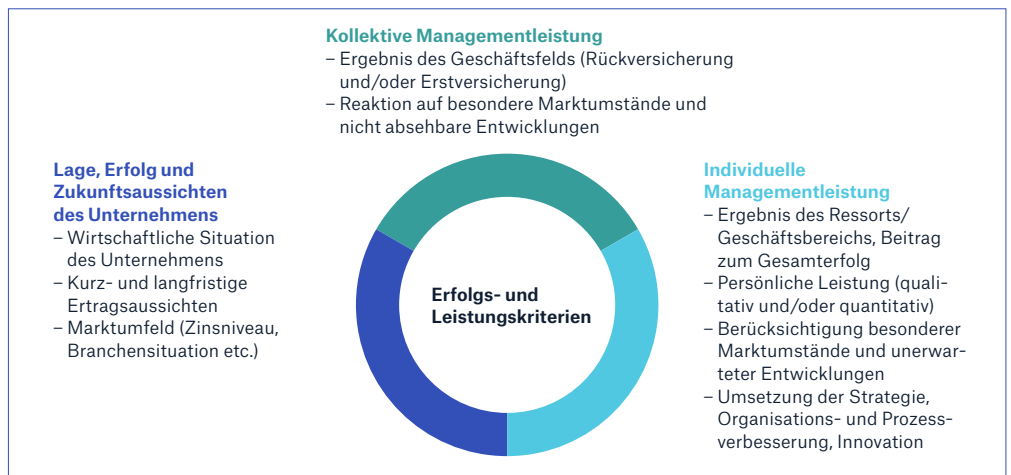 Kollektive Managementleistung
– Ergebnis des Geschäftsfelds (Rückversicherung
und/oder Erstversicherung)
– Reaktion auf besondere Marktumstände und
nicht absehbare Entwicklungen
Lage, Erfolg und
Zukunftsaussichten
des Unternehmens
– Wirtschaftliche Situation
des Unternehmens
– Kurz- und langfristige
Ertragsaussichten
– Marktumfeld (Zinsniveau,
Branchensituation etc.)
Erfolgs- und
Leistungskriterien
Individuelle
Managementleistung
– Ergebnis des Ressorts/
Geschäftsbereichs, Beitrag
zum Gesamterfolg
– Persönliche Leistung (quali-
tativ und/oder quantitativ)
– Berücksichtigung besonderer
Marktumstände und unerwar-
teter Entwicklungen
– Umsetzung der Strategie,
Organisations- und Prozess-
verbesserung, Innovation